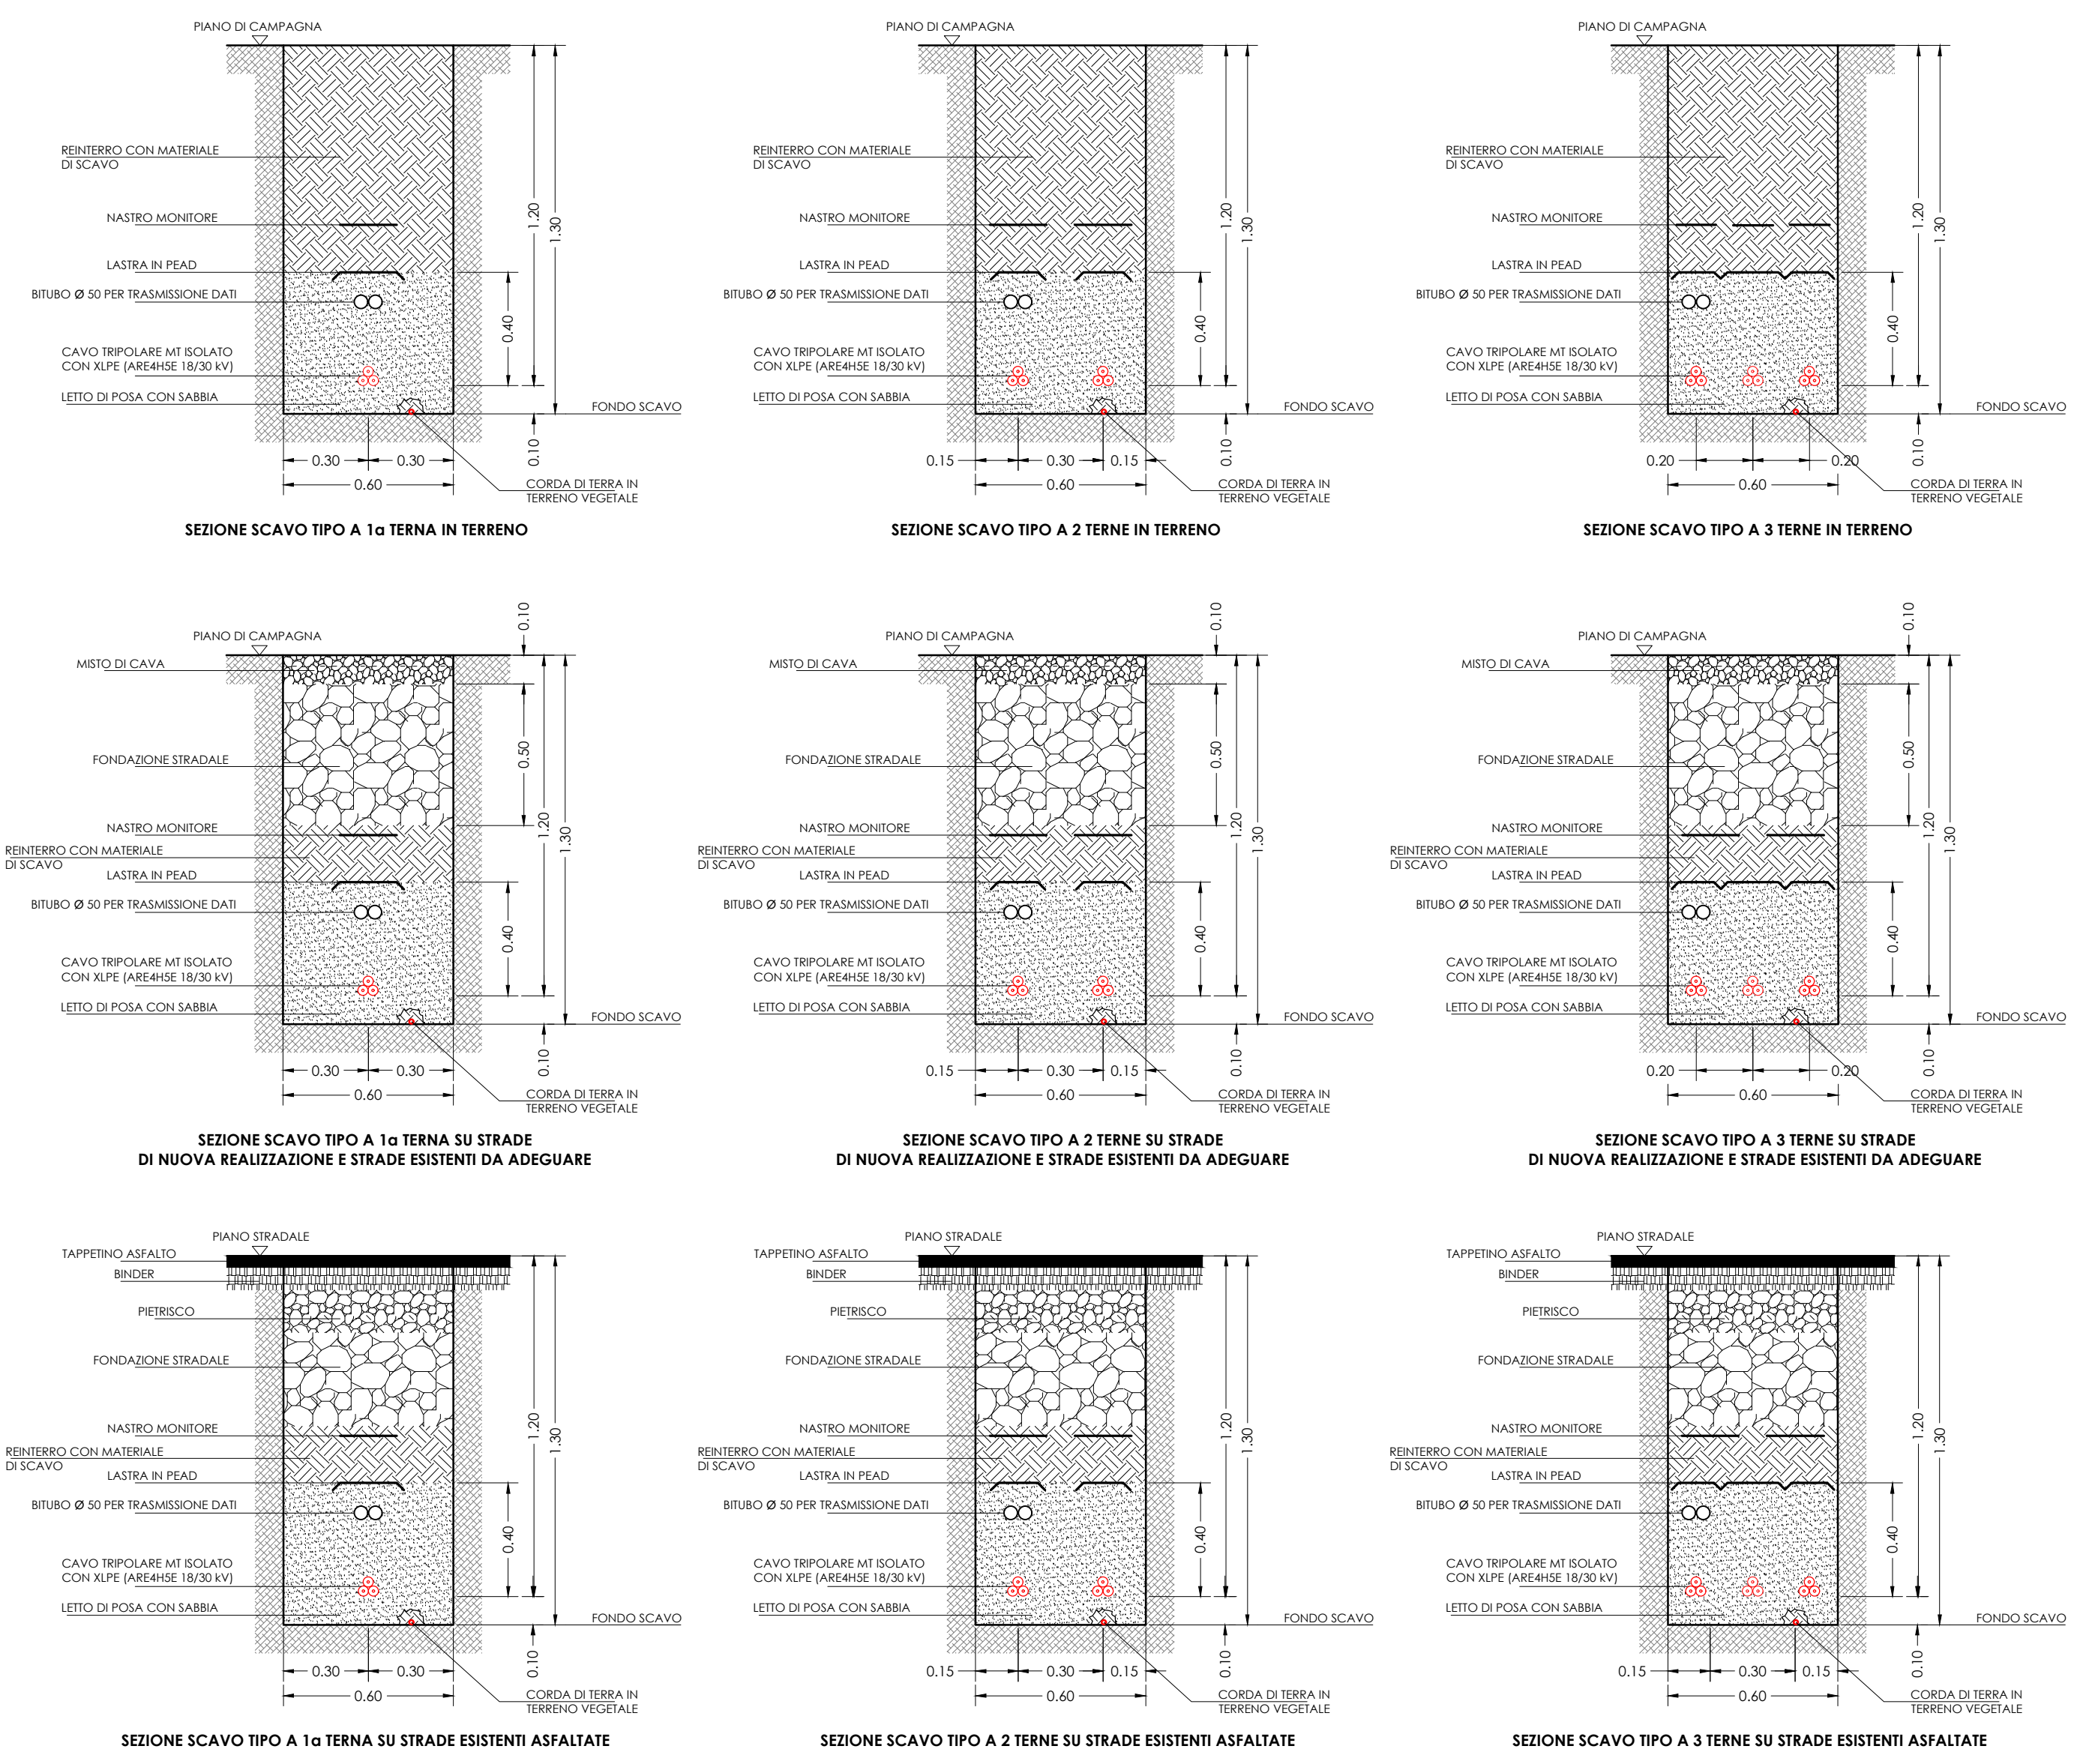 PIANO DI CAMPAGNA
REINTERRO CON MATERIALE
DI SCAVO
NASTRO MONITORE
LASTRA IN PEAD
BITUBO Ø 50 PER TRASMISSIONE DATI
CAVO TRIPOLARE MT ISOLATO
CON XLPE (ARE4H5E 18/30 kV)
LETTO DI POSA CON SABBIA
1.20
1.30
0.40
FONDO SCAVO
0.10
0.30
0.30
0.60
CORDA DI TERRA IN
TERRENO VEGETALE
SEZIONE SCAVO TIPO A 1a TERNA IN TERRENO
PIANO DI CAMPAGNA
REINTERRO CON MATERIALE
DI SCAVO
NASTRO MONITORE
LASTRA IN PEAD
BITUBO Ø 50 PER TRASMISSIONE DATI
CAVO TRIPOLARE MT ISOLATO
CON XLPE (ARE4H5E 18/30 kV)
LETTO DI POSA CON SABBIA
1.20
1.30
0.40
FONDO SCAVO
0.10
0.15
0.30
0.15
0.60
CORDA DI TERRA IN
TERRENO VEGETALE
SEZIONE SCAVO TIPO A 2 TERNE IN TERRENO
PIANO DI CAMPAGNA
REINTERRO CON MATERIALE
DI SCAVO
NASTRO MONITORE
LASTRA IN PEAD
BITUBO Ø 50 PER TRASMISSIONE DATI
CAVO TRIPOLARE MT ISOLATO
CON XLPE (ARE4H5E 18/30 kV)
LETTO DI POSA CON SABBIA
1.20
1.30
0.40
FONDO SCAVO
0.10
0.20
0.20
0.60
CORDA DI TERRA IN
TERRENO VEGETALE
SEZIONE SCAVO TIPO A 3 TERNE IN TERRENO
0.10
PIANO DI CAMPAGNA
MISTO DI CAVA
FONDAZIONE STRADALE
NASTRO MONITORE
REINTERRO CON MATERIALE
DI SCAVO
LASTRA IN PEAD
BITUBO Ø 50 PER TRASMISSIONE DATI
CAVO TRIPOLARE MT ISOLATO
CON XLPE (ARE4H5E 18/30 kV)
LETTO DI POSA CON SABBIA
0.50
1.20
1.30
0.40
FONDO SCAVO
0.10
0.30
0.30
0.60
CORDA DI TERRA IN
TERRENO VEGETALE
SEZIONE SCAVO TIPO A 1a TERNA SU STRADE
DI NUOVA REALIZZAZIONE E STRADE ESISTENTI DA ADEGUARE
0.10
PIANO DI CAMPAGNA
MISTO DI CAVA
FONDAZIONE STRADALE
NASTRO MONITORE
REINTERRO CON MATERIALE
DI SCAVO
LASTRA IN PEAD
BITUBO Ø 50 PER TRASMISSIONE DATI
CAVO TRIPOLARE MT ISOLATO
CON XLPE (ARE4H5E 18/30 kV)
LETTO DI POSA CON SABBIA
0.50
1.20
1.30
0.40
FONDO SCAVO
0.10
0.15
0.30
0.15
0.60
CORDA DI TERRA IN
TERRENO VEGETALE
SEZIONE SCAVO TIPO A 2 TERNE SU STRADE
DI NUOVA REALIZZAZIONE E STRADE ESISTENTI DA ADEGUARE
0.10
PIANO DI CAMPAGNA
MISTO DI CAVA
FONDAZIONE STRADALE
NASTRO MONITORE
REINTERRO CON MATERIALE
DI SCAVO
LASTRA IN PEAD
BITUBO Ø 50 PER TRASMISSIONE DATI
CAVO TRIPOLARE MT ISOLATO
CON XLPE (ARE4H5E 18/30 kV)
LETTO DI POSA CON SABBIA
0.50
1.20
1.30
0.40
FONDO SCAVO
0.10
0.20
0.20
0.60
CORDA DI TERRA IN
TERRENO VEGETALE
SEZIONE SCAVO TIPO A 3 TERNE SU STRADE
DI NUOVA REALIZZAZIONE E STRADE ESISTENTI DA ADEGUARE
PIANO STRADALE
TAPPETINO ASFALTO
BINDER
PIETRISCO
FONDAZIONE STRADALE
NASTRO MONITORE
REINTERRO CON MATERIALE
DI SCAVO
LASTRA IN PEAD
BITUBO Ø 50 PER TRASMISSIONE DATI
CAVO TRIPOLARE MT ISOLATO
CON XLPE (ARE4H5E 18/30 kV)
LETTO DI POSA CON SABBIA
1.20
1.30
0.40
FONDO SCAVO
0.10
0.30
0.30
0.60
CORDA DI TERRA IN
TERRENO VEGETALE
SEZIONE SCAVO TIPO A 1a TERNA SU STRADE ESISTENTI ASFALTATE
PIANO STRADALE
TAPPETINO ASFALTO
BINDER
PIETRISCO
FONDAZIONE STRADALE
NASTRO MONITORE
REINTERRO CON MATERIALE
DI SCAVO
LASTRA IN PEAD
BITUBO Ø 50 PER TRASMISSIONE DATI
CAVO TRIPOLARE MT ISOLATO
CON XLPE (ARE4H5E 18/30 kV)
LETTO DI POSA CON SABBIA
1.20
1.30
0.40
FONDO SCAVO
0.10
0.15
0.30
0.15
0.60
CORDA DI TERRA IN
TERRENO VEGETALE
SEZIONE SCAVO TIPO A 2 TERNE SU STRADE ESISTENTI ASFALTATE
PIANO STRADALE
TAPPETINO ASFALTO
BINDER
PIETRISCO
FONDAZIONE STRADALE
NASTRO MONITORE
REINTERRO CON MATERIALE
DI SCAVO
LASTRA IN PEAD
BITUBO Ø 50 PER TRASMISSIONE DATI
CAVO TRIPOLARE MT ISOLATO
CON XLPE (ARE4H5E 18/30 kV)
LETTO DI POSA CON SABBIA
1.20
1.30
0.40
FONDO SCAVO
0.10
0.15
0.30
0.15
0.60
CORDA DI TERRA IN
TERRENO VEGETALE
SEZIONE SCAVO TIPO A 3 TERNE SU STRADE ESISTENTI ASFALTATE